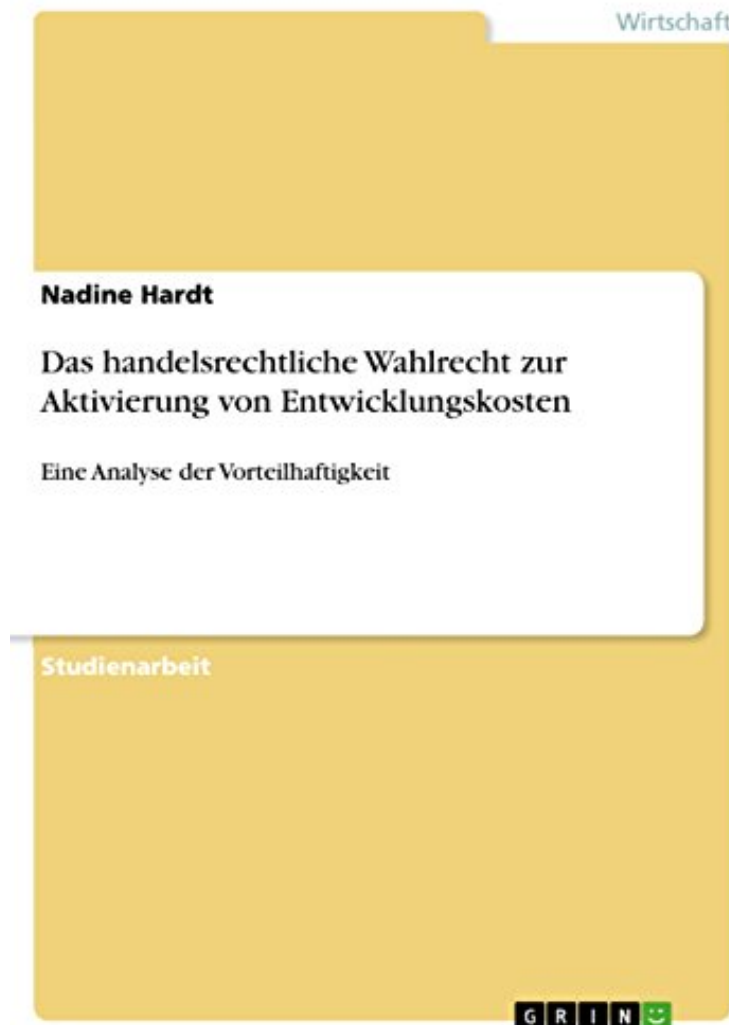 Wirtschaft
Nadine Hardt
Das handelsrechtliche Wahlrecht zur
Aktivierung von Entwicklungskosten
Eine Analyse der Vorteilhaftigkeit
Studienarbeit
GRIN